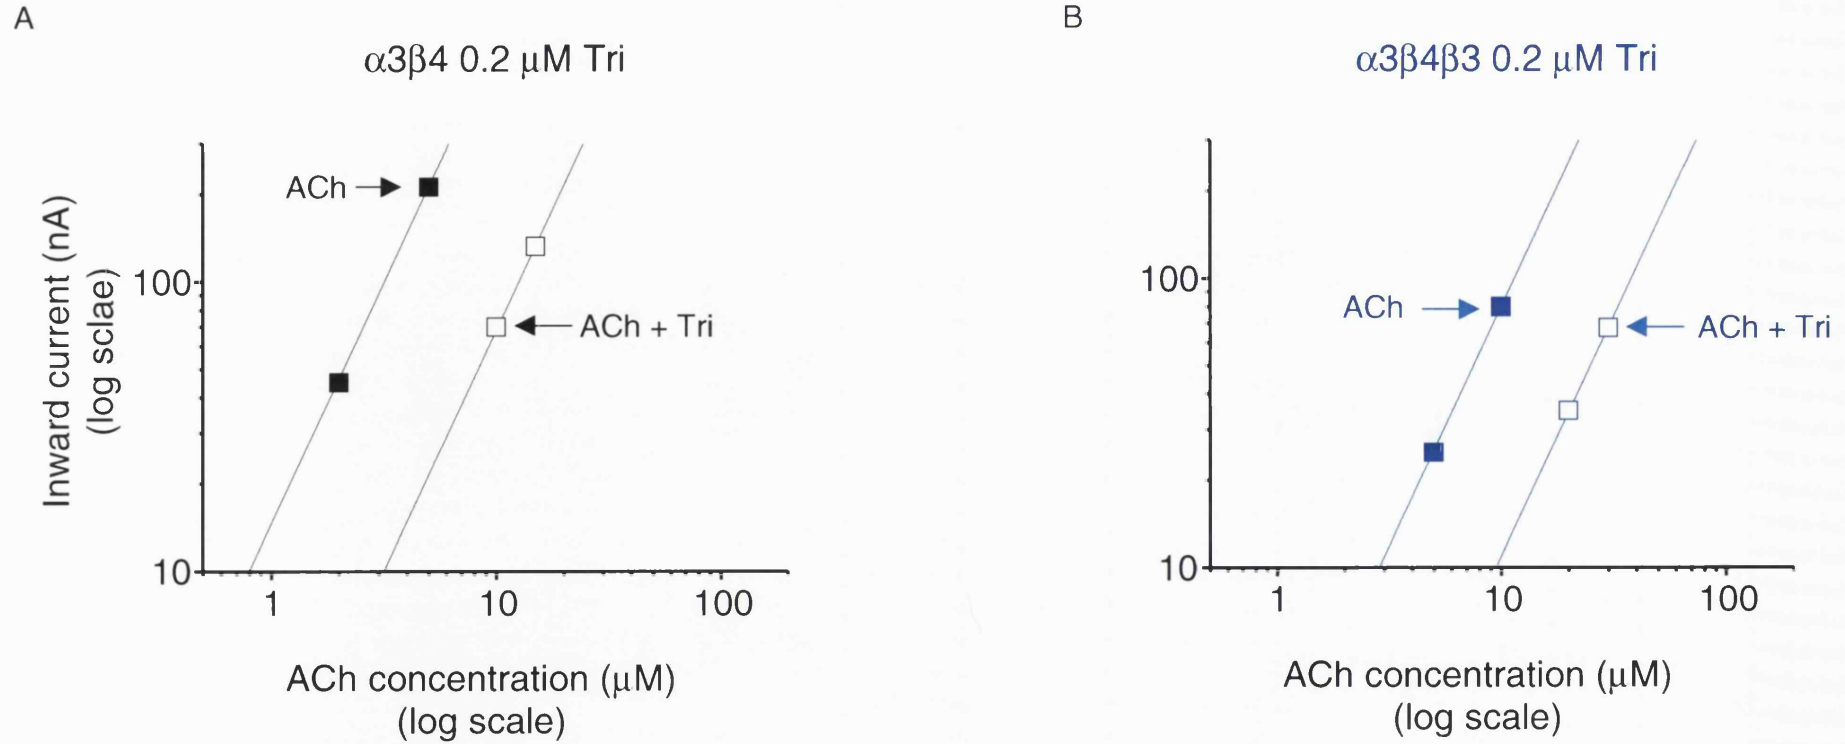 A
α3β4 0.2 μM Tri
ACh
ACh + Tri
Inward current (nA)
(log sclae)
100
10
1
10
100
ACh concentration (μM)
(log scale)
B
α3β4β3 0.2 μM Tri
ACh
ACh + Tri
100
10
1
10
100
ACh concentration (μM)
(log scale)